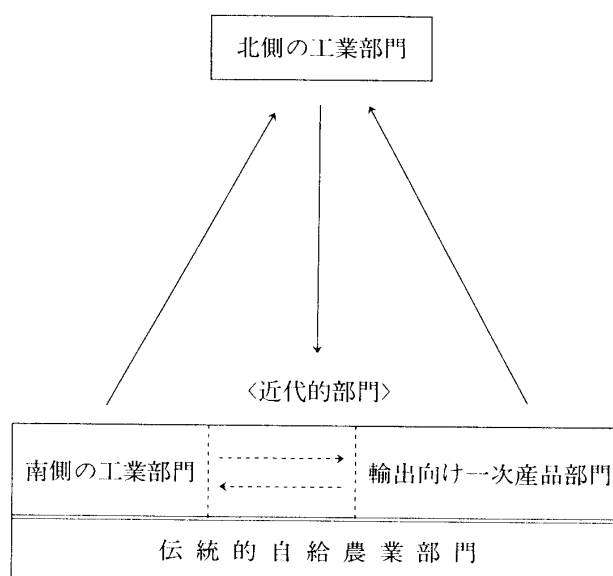 北側の工業部門
〈近代的部門〉
南側の工業部門
輸出向け一次産品部門
伝統的自給農業部門